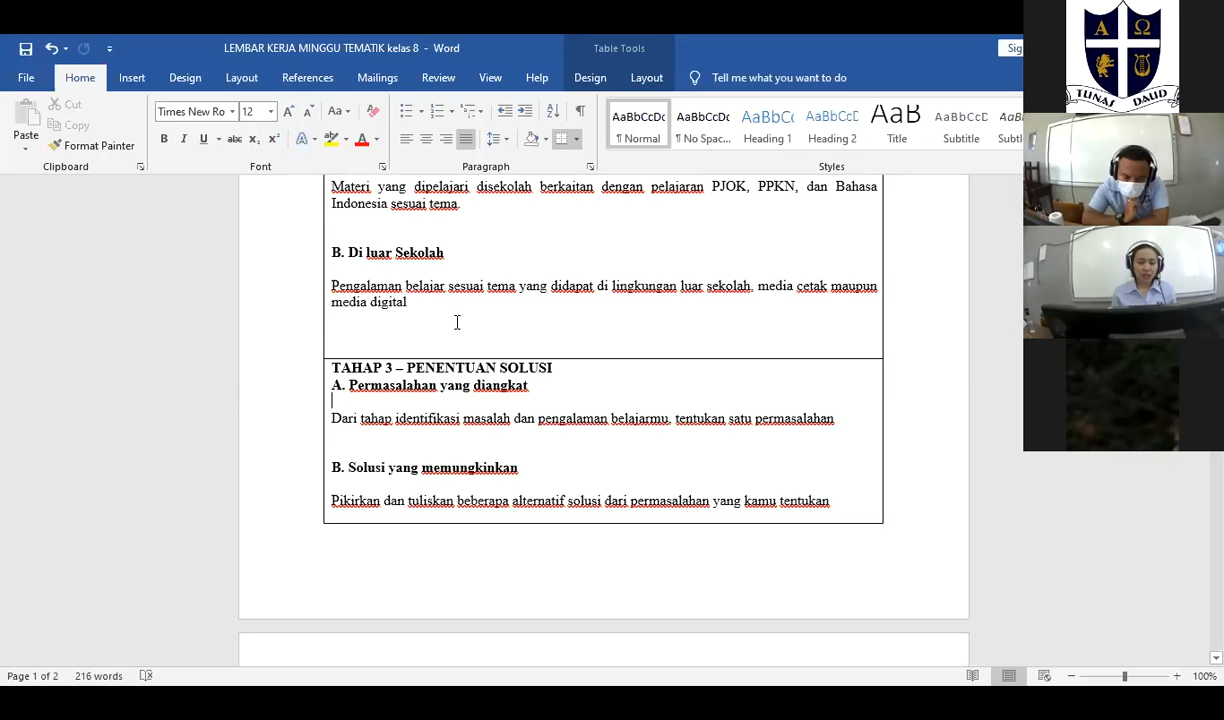 LEMBAR KERJA MINGGU TEMATIK kelas 8 - Word
Table Tools
Sig
File Home Insert Design Layout References Mailings Review View Help Design Layout Tell me what you want to do
Paste
Cut
Copy
Format Painter
Clipboard
Times New Ro 12
Font
Paragraph
AaBbCcDc AaBbCcDc AaBbCc AaBbCcD AaB AaBbCcD AaBb
¶ Normal ¶ No Spac... Heading 1 Heading 2 Title Subtitle Subtl
Styles
Materi yang dipelajari disekolah berkaitan dengan pelajaran PJOK, PPKN, dan Bahasa
Indonesia sesuai tema.
B. Di luar Sekolah
Pengalaman belajar sesuai tema yang didapat di lingkungan luar sekolah, media cetak maupun
media digital
TAHAP 3 – PENENTUAN SOLUSI
A. Permasalahan yang diangkat
Dari tahap identifikasi masalah dan pengalaman belajarmu, tentukan satu permasalahan
B. Solusi yang memungkinkan
Pikirkan dan tuliskan beberapa alternatif solusi dari permasalahan yang kamu tentukan
Page 1 of 2 216 words
100%
A Ω
TUNAS DAUD